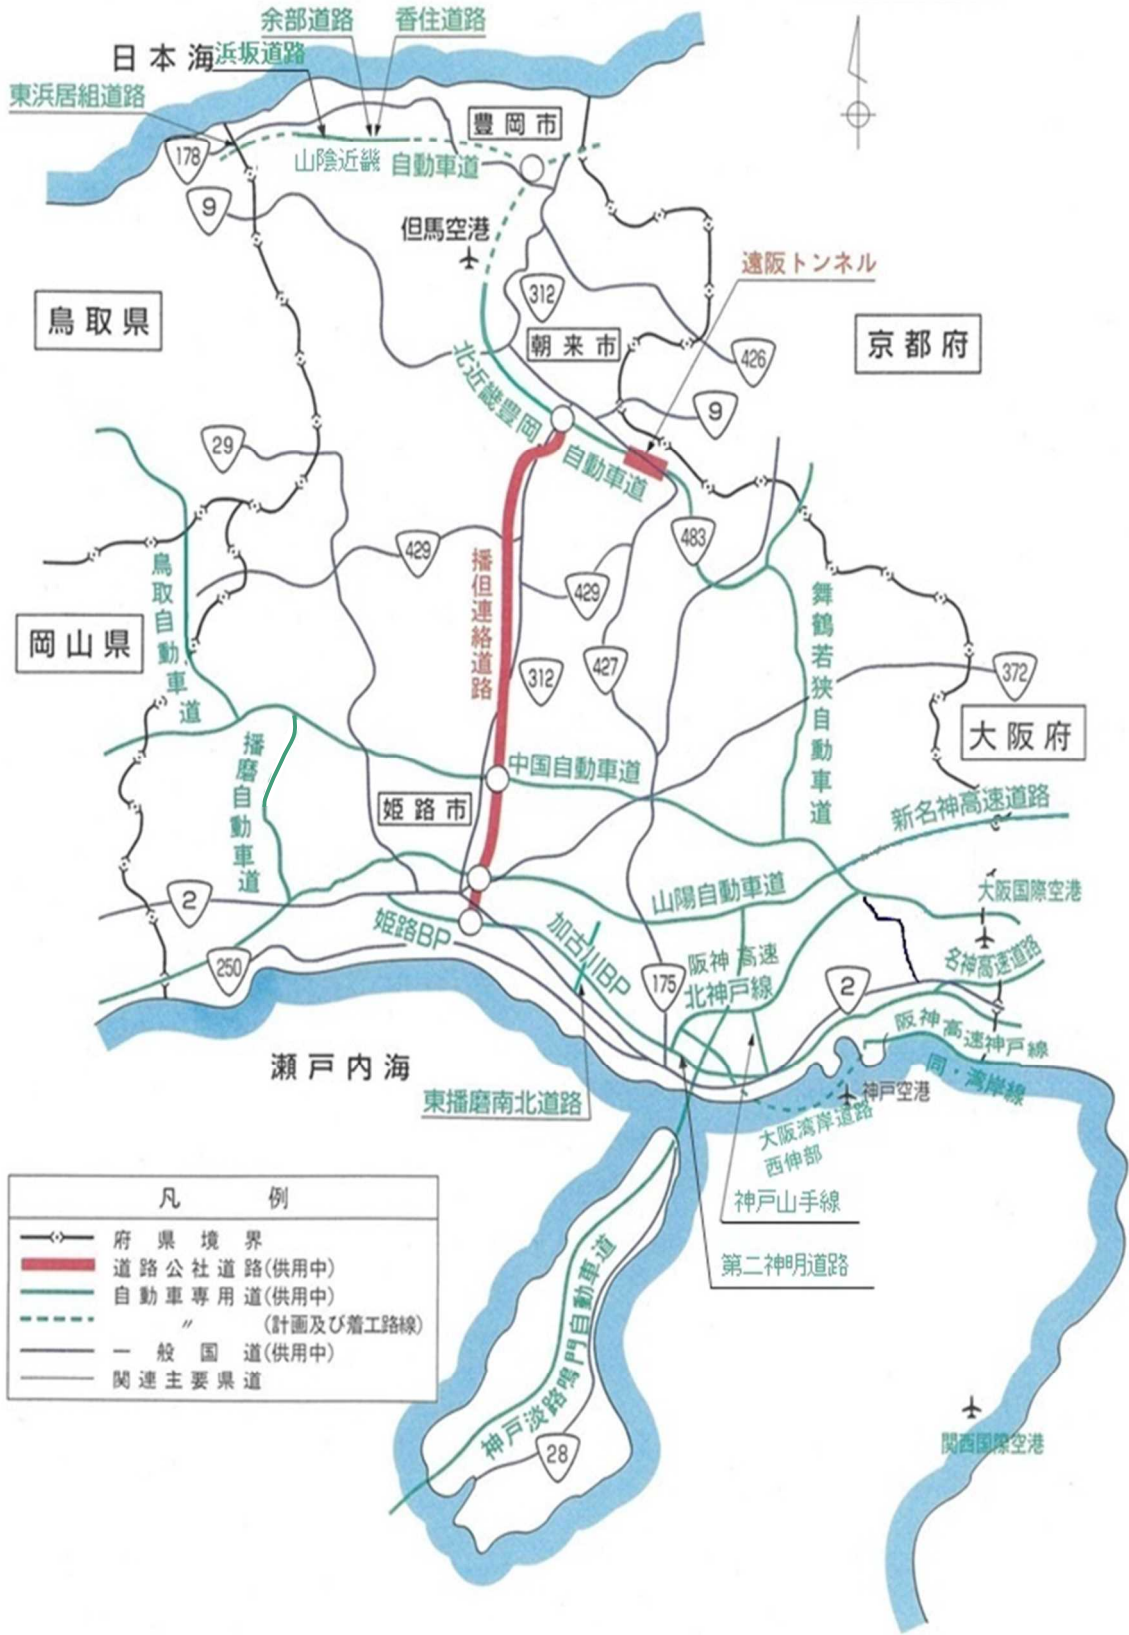 余部道路
香住道路
日本海
浜坂道路
東浜居組道路
豊岡市
178
山陰近畿
自動車道
9
但馬空港
遠阪トンネル
312
鳥取県
朝来市
京都府
426
北近畿豊岡
9
29
自動車道
483
429
播但連絡道路
鳥取自動車道
429
舞鶴若狭自動車道
岡山県
312
427
372
大阪府
播磨自動車道
中国自動車道
姫路市
新名神高速道路
2
山陽自動車道
大阪国際空港
姫路BP
加古川BP
阪神高速
北神戸線
名神高速道路
250
175
2
阪神高速神戸線
瀬戸内海
同・湾岸線
東播磨南北道路
神戸空港
大阪湾岸道路
西伸部
神戸山手線
第二神明道路
凡例
府県境界
道路公社道路(供用中)
自動車専用道(供用中)
〃 (計画及び着工路線)
一般国道(供用中)
関連主要県道
神戸淡路鳴門自動車道
28
関西国際空港